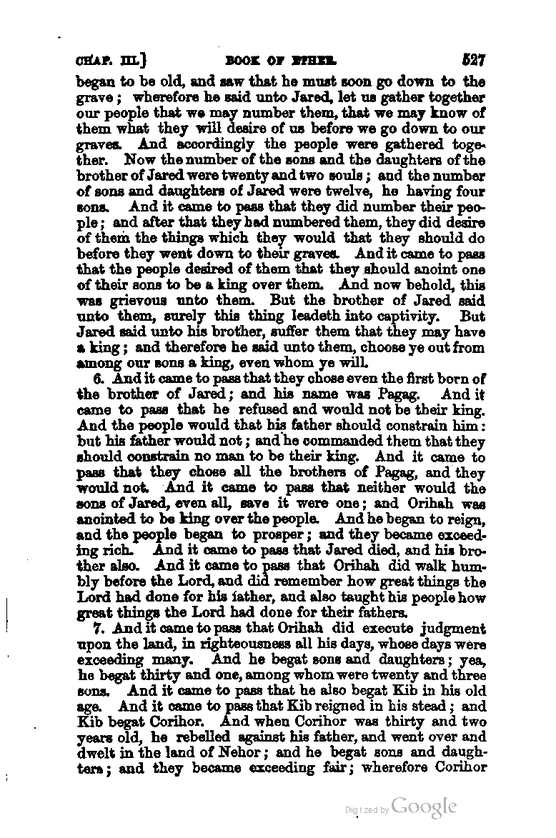 CHAP. III.] BOOK OF ETHER. 527
began to be old, and saw that he must soon go down to the
grave; wherefore he said unto Jared, let us gather together
our people that we may number them, that we may know of
them what they will desire of us before we go down to our
graves. And accordingly the people were gathered toge-
ther. Now the number of the sons and the daughters of the
brother of Jared were twenty and two souls; and the number
of sons and daughters of Jared were twelve, he having four
sons. And it came to pass that they did number their peo-
ple; and after that they had numbered them, they did desire
of them the things which they would that they should do
before they went down to their graves. And it came to pass
that the people desired of them that they should anoint one
of their sons to be a king over them. And now behold, this
was grievous unto them. But the brother of Jared said
unto them, surely this thing leadeth into captivity. But
Jared said unto his brother, suffer them that they may have
a king; and therefore he said unto them, choose ye out from
among our sons a king, even whom ye will.
6. And it came to pass that they chose even the first born of
the brother of Jared; and his name was Pagag. And it
came to pass that he refused and would not be their king.
And the people would that his father should constrain him:
but his father would not; and he commanded them that they
should constrain no man to be their king. And it came to
pass that they chose all the brothers of Pagag, and they
would not. And it came to pass that neither would the
sons of Jared, even all, save it were one; and Orihah was
anointed to be king over the people. And he began to reign,
and the people began to prosper; and they became exceed-
ing rich. And it came to pass that Jared died, and his bro-
ther also. And it came to pass that Orihah did walk hum-
bly before the Lord, and did remember how great things the
Lord had done for his father, and also taught his people how
great things the Lord had done for their fathers.
7. And it came to pass that Orihah did execute judgment
upon the land, in righteousness all his days, whose days were
exceeding many. And he begat sons and daughters; yea,
he begat thirty and one, among whom were twenty and three
sons. And it came to pass that he also begat Kib in his old
age. And it came to pass that Kib reigned in his stead; and
Kib begat Corihor. And when Corihor was thirty and two
years old, he rebelled against his father, and went over and
dwelt in the land of Nehor; and he begat sons and daugh-
ters; and they became exceeding fair; wherefore Corihor
Digitized by Google